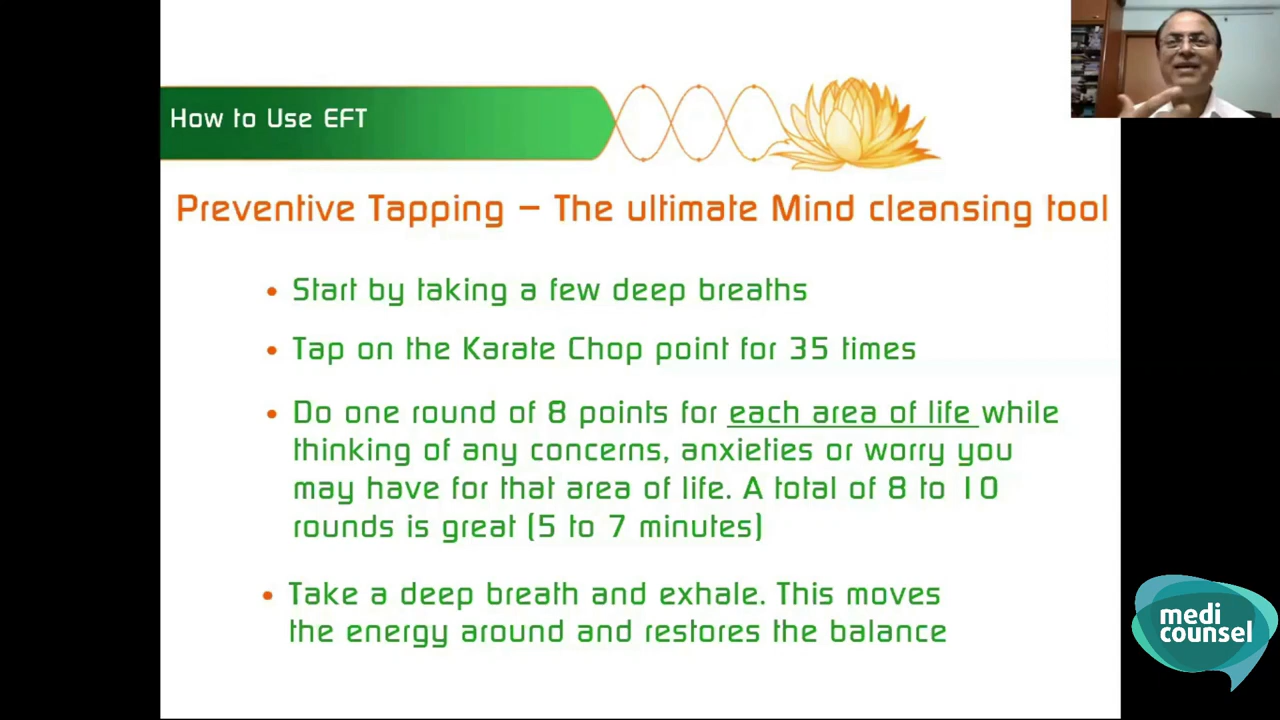 How to Use EFT
Preventive Tapping – The ultimate Mind cleansing tool
• Start by taking a few deep breaths
• Tap on the Karate Chop point for 35 times
• Do one round of 8 points for each area of life while
thinking of any concerns, anxieties or worry you
may have for that area of life. A total of 8 to 10
rounds is great (5 to 7 minutes)
• Take a deep breath and exhale. This moves
the energy around and restores the balance
medi
counsel